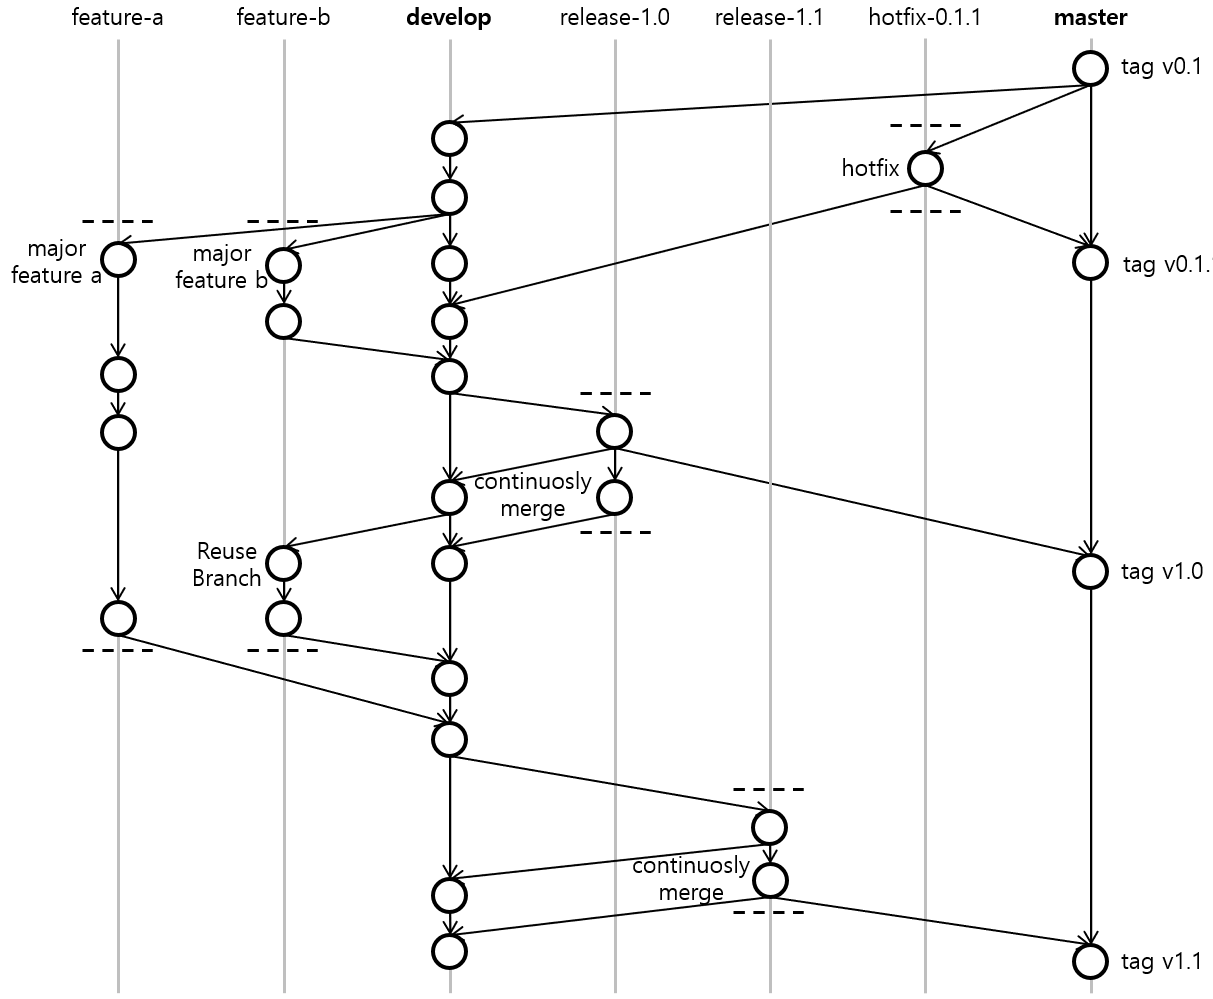 feature-a
feature-b
develop
release-1.0
release-1.1
hotfix-0.1.1
master
tag v0.1
hotfix
major
feature a
major
feature b
tag v0.1.
continuosly
merge
Reuse
Branch
tag v1.0
continuosly
merge
tag v1.1